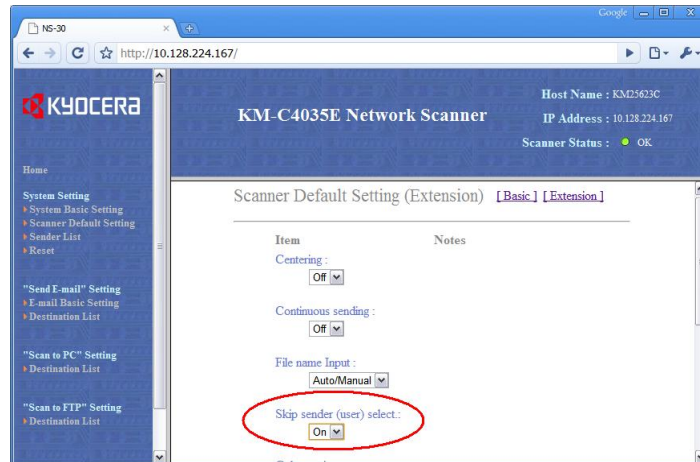 Google
NS-30
http://10.128.224.167/
KYOCERA
KM-C4035E Network Scanner
Host Name : KM25623C
IP Address : 10.128.224.167
Scanner Status : OK
Home
System Setting
System Basic Setting
Scanner Default Setting
Sender List
Reset
"Send E-mail" Setting
E-mail Basic Setting
Destination List
"Scan to PC" Setting
Destination List
"Scan to FTP" Setting
Destination List
Scanner Default Setting (Extension) [ Basic ] [ Extension ]
Item Notes
Centering :
Off
Continuous sending :
Off
File name Input :
Auto/Manual
Skip sender (user) select.:
On